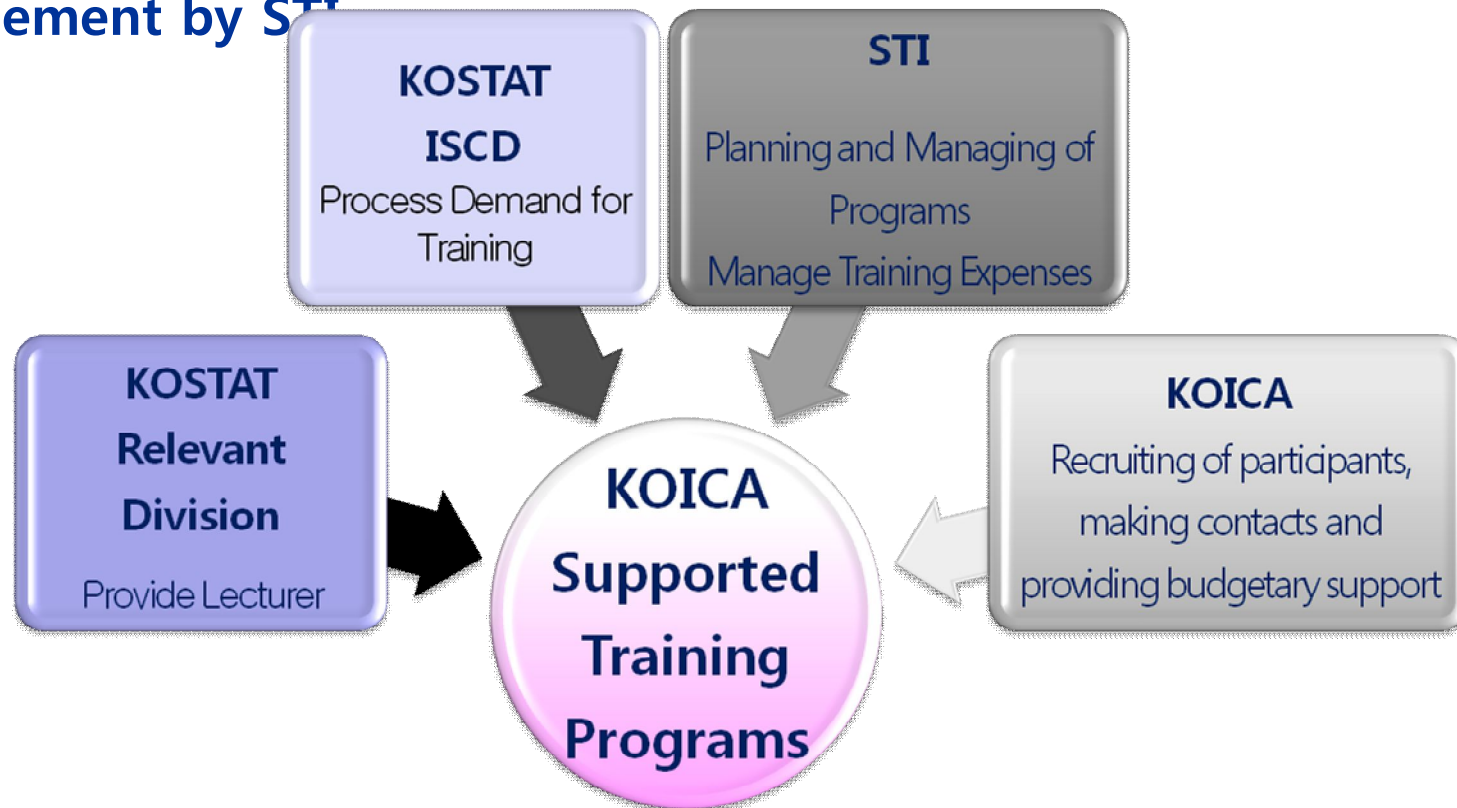 ement by STI
KOSTAT
ISCD
Process Demand for
Training
STI
Planning and Managing of
Programs
Manage Training Expenses
KOSTAT
Relevant
Division
Provide Lecturer
KOICA
Recruiting of participants,
making contacts and
providing budgetary support
KOICA
Supported
Training
Programs